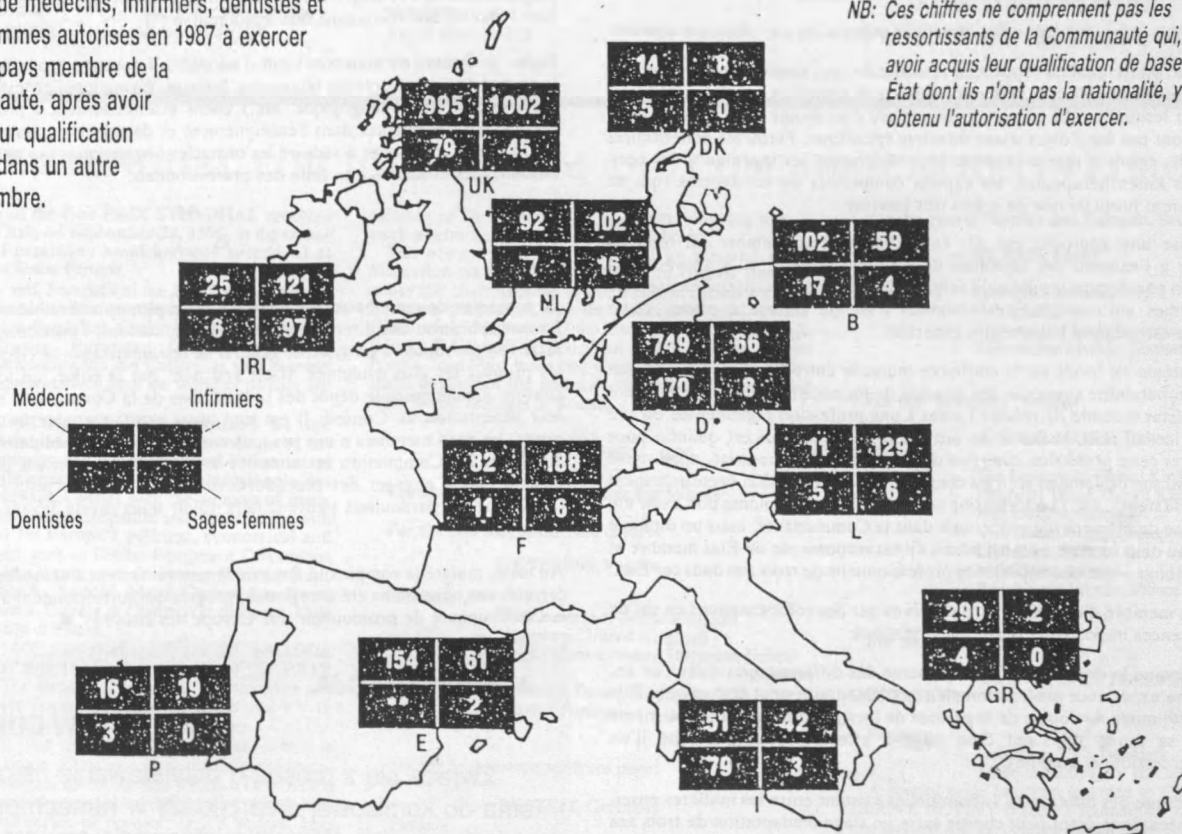 de médecins, infirmiers, dentistes et
mmes autorisés en 1987 à exercer
pays membre de la
auté, après avoir
ur qualification
dans un autre
mbre.
NB: Ces chiffres ne comprennent pas les
ressortissants de la Communauté qui,
avoir acquis leur qualification de base
Etat dont ils n'ont pas la nationalité, y
obtenu l'autorisation d'exercer.
14 8
5 0
DK
995 1002
79 45
UK
92 102
7 6
NL
102 59
17 4
B
25 121
6 97
IRL
749 66
170 8
D*
Médecins Infirmiers
Dentistes Sages-femmes
82 188
11 6
F
11 129
5 6
L
290 2
4 0
GR
154 61
** 2
E
16* 19
3 0
P
79 3